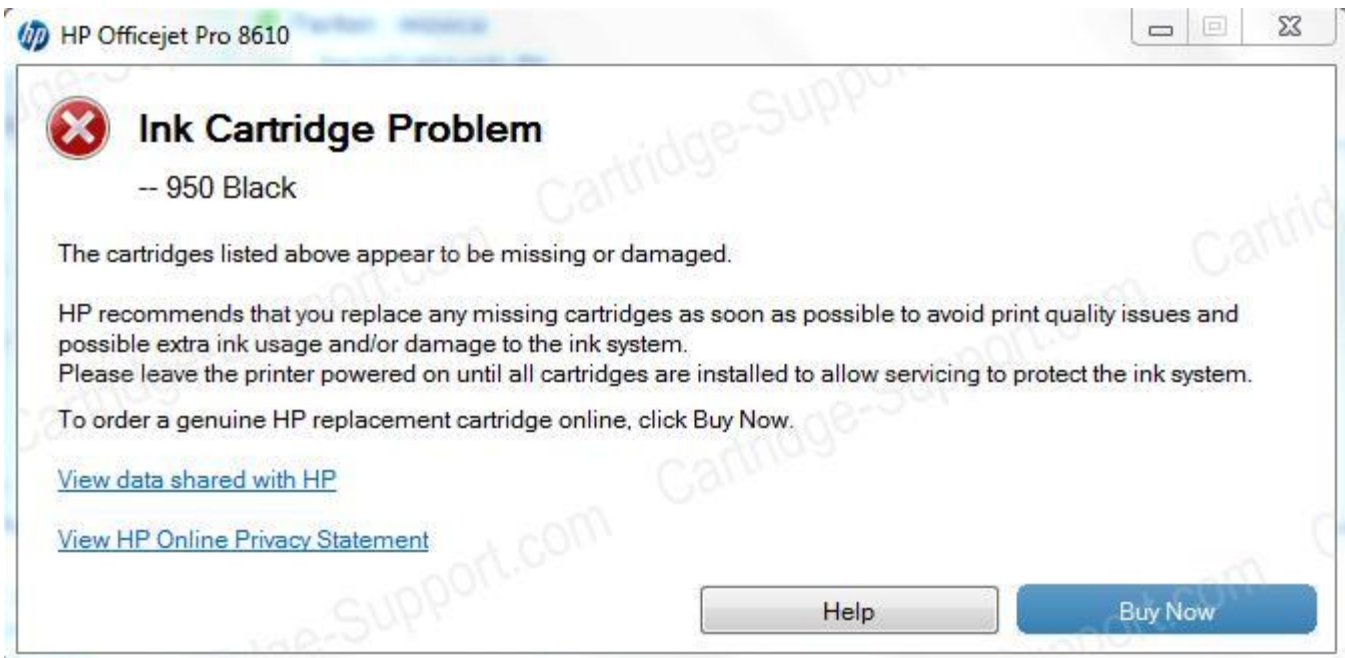 hp HP Officejet Pro 8610
Ink Cartridge Problem
-- 950 Black
The cartridges listed above appear to be missing or damaged.
HP recommends that you replace any missing cartridges as soon as possible to avoid print quality issues and
possible extra ink usage and/or damage to the ink system.
Please leave the printer powered on until all cartridges are installed to allow servicing to protect the ink system.
To order a genuine HP replacement cartridge online, click Buy Now.
View data shared with HP
View HP Online Privacy Statement
Help
Buy Now
Cartridge-Support.com